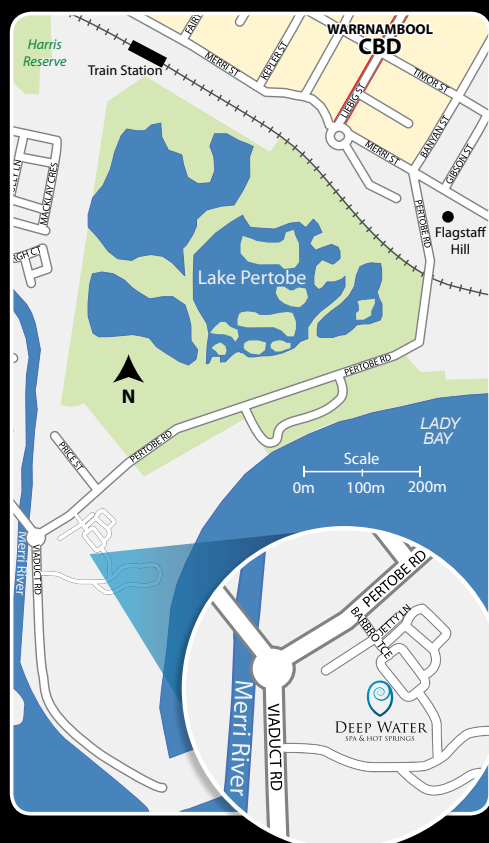 Harris
Reserve
Train Station
MERRI ST
KEPLER ST
WARRNAMBOOL
CBD
LIEBIG ST
TIMOR ST
MERRI ST
BANYAN ST
GIBSON ST
PERTOBE RD
Flagstaff
Hill
MACKLAY CRES
Lake Pertobe
N
PERTOBE RD
PERTOBE RD
PRICE ST
LADY
BAY
Scale
0m 100m 200m
Merri River
VIADUCT RD
PERTOBE RD
JETTY LN
BARBRO TCE
Merri River
VIADUCT RD
DEEP WATER
SPA & HOT SPRINGS